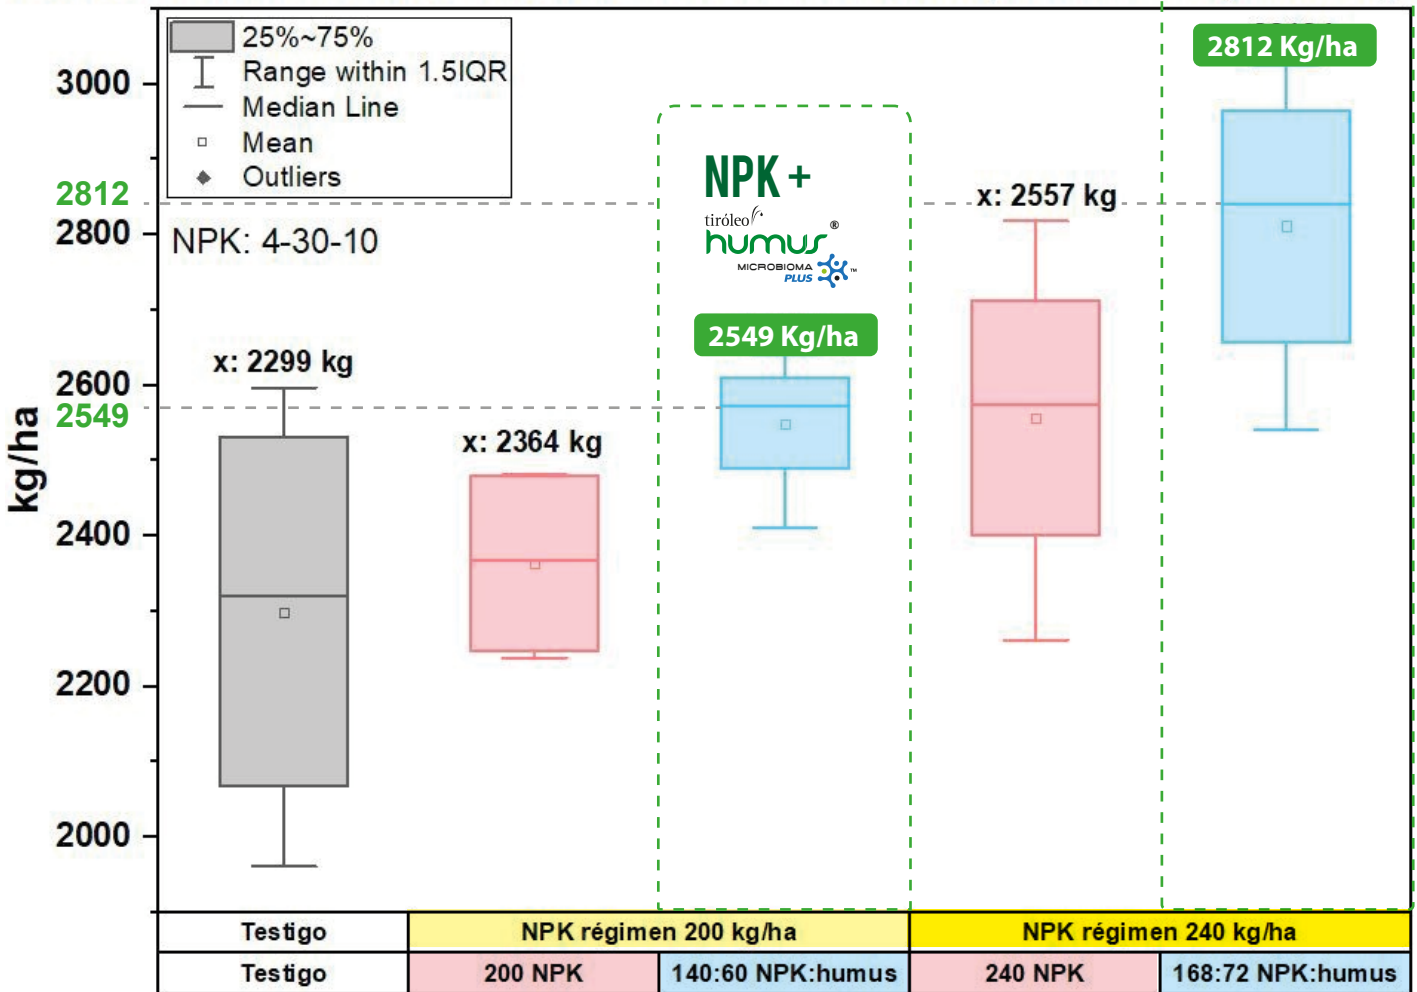 25%~75%
Range within 1.5IQR
Median Line
Mean
Outliers
NPK: 4-30-10
kg/ha
3000
2812
2800
2600
2549
2400
2200
2000
x: 2299 kg
x: 2364 kg
NPK +
tiróleo
humus®
MICROBIOMA
PLUS™
2549 Kg/ha
x: 2557 kg
2812 Kg/ha
Testigo NPK régimen 200 kg/ha NPK régimen 240 kg/ha
Testigo 200 NPK 140:60 NPK:humus 240 NPK 168:72 NPK:humus